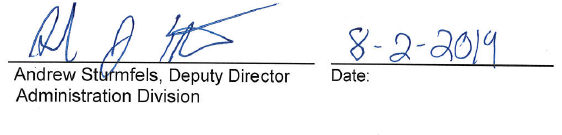 8-2-2019
Andrew Sturmfels, Deputy Director
Date:
Administration Division